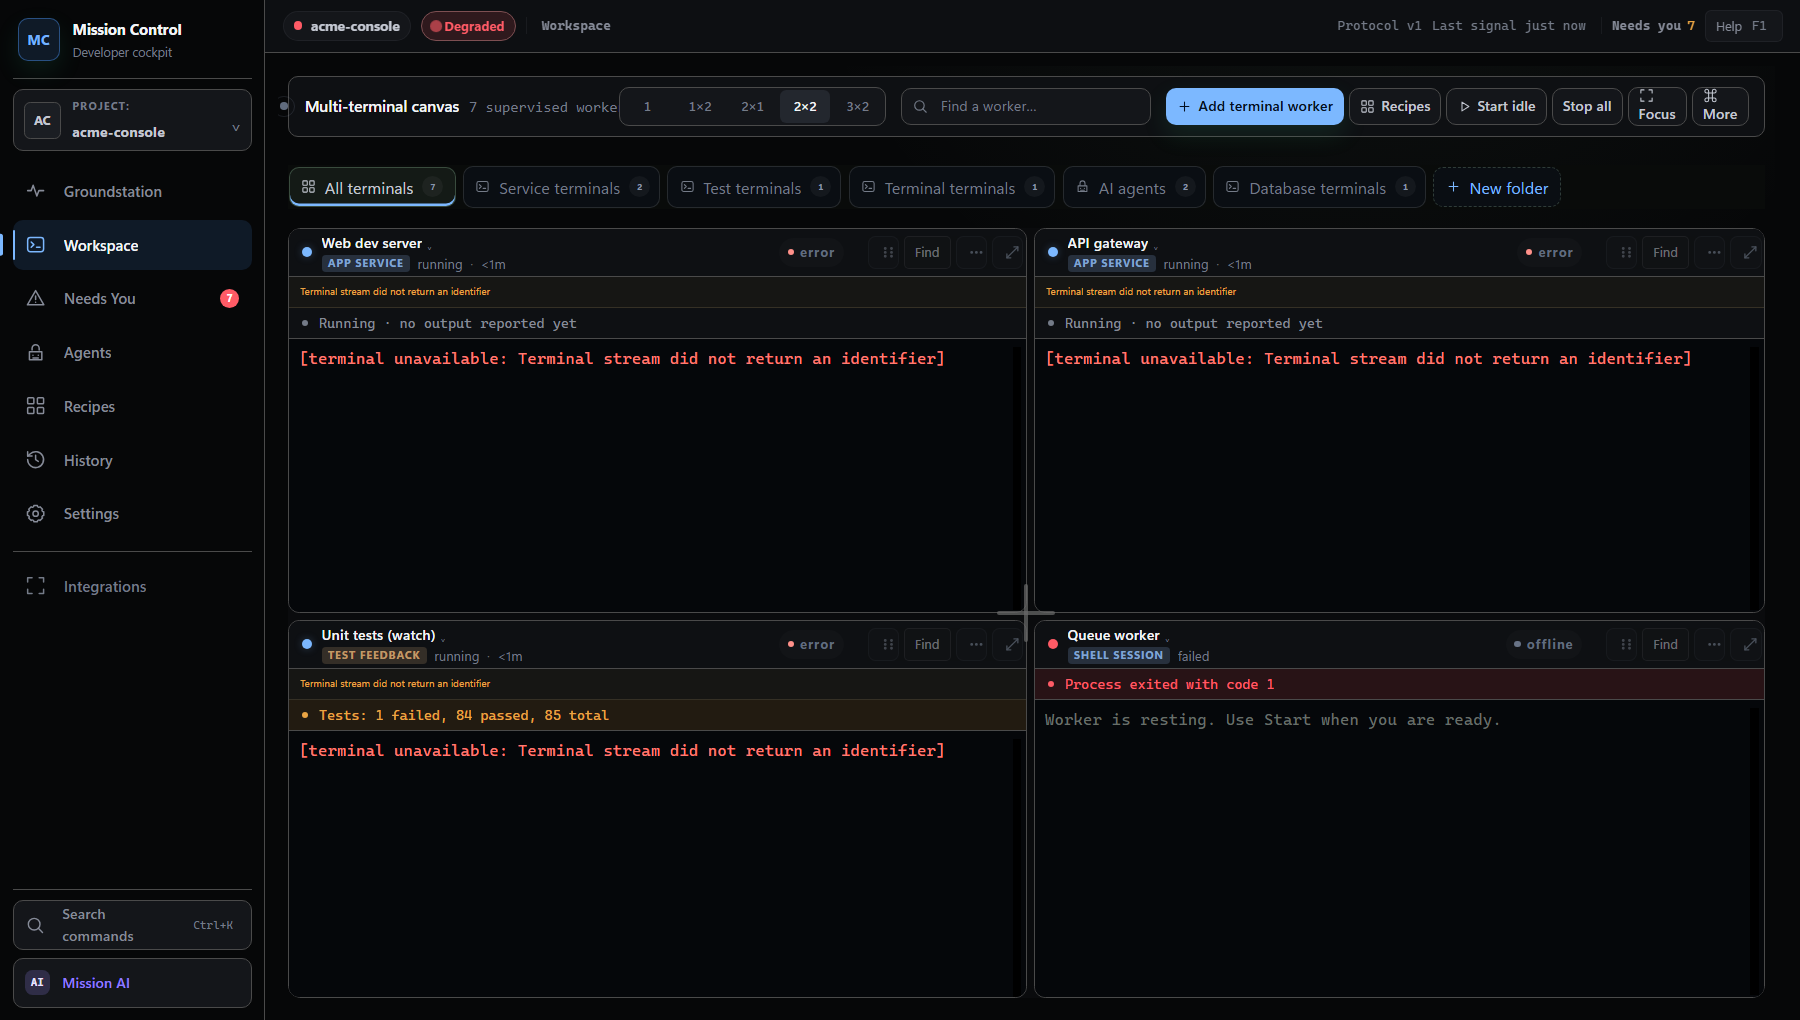 MC
Mission Control
Developer cockpit
AC
PROJECT:
acme-console
Groundstation
Workspace
Needs You 7
Agents
Recipes
History
Settings
Integrations
Search commands Ctrl+K
AI Mission AI
acme-console Degraded Workspace
Protocol v1 Last signal just now Needs you 7 Help F1
Multi-terminal canvas 7 supervised worke
1 1×2 2×1 2×2 3×2
Find a worker...
+ Add terminal worker
Recipes
Start idle
Stop all
Focus
⌘ More
All terminals 7
Service terminals 2
Test terminals 1
Terminal terminals 1
AI agents 2
Database terminals 1
+ New folder
Web dev server
APP SERVICE running · <1m
error Find ...
Terminal stream did not return an identifier
Running · no output reported yet
[terminal unavailable: Terminal stream did not return an identifier]
API gateway
APP SERVICE running · <1m
error Find ...
Terminal stream did not return an identifier
Running · no output reported yet
[terminal unavailable: Terminal stream did not return an identifier]
Unit tests (watch)
TEST FEEDBACK running · <1m
error Find ...
Terminal stream did not return an identifier
Tests: 1 failed, 84 passed, 85 total
[terminal unavailable: Terminal stream did not return an identifier]
Queue worker
SHELL SESSION failed
offline Find ...
Process exited with code 1
Worker is resting. Use Start when you are ready.